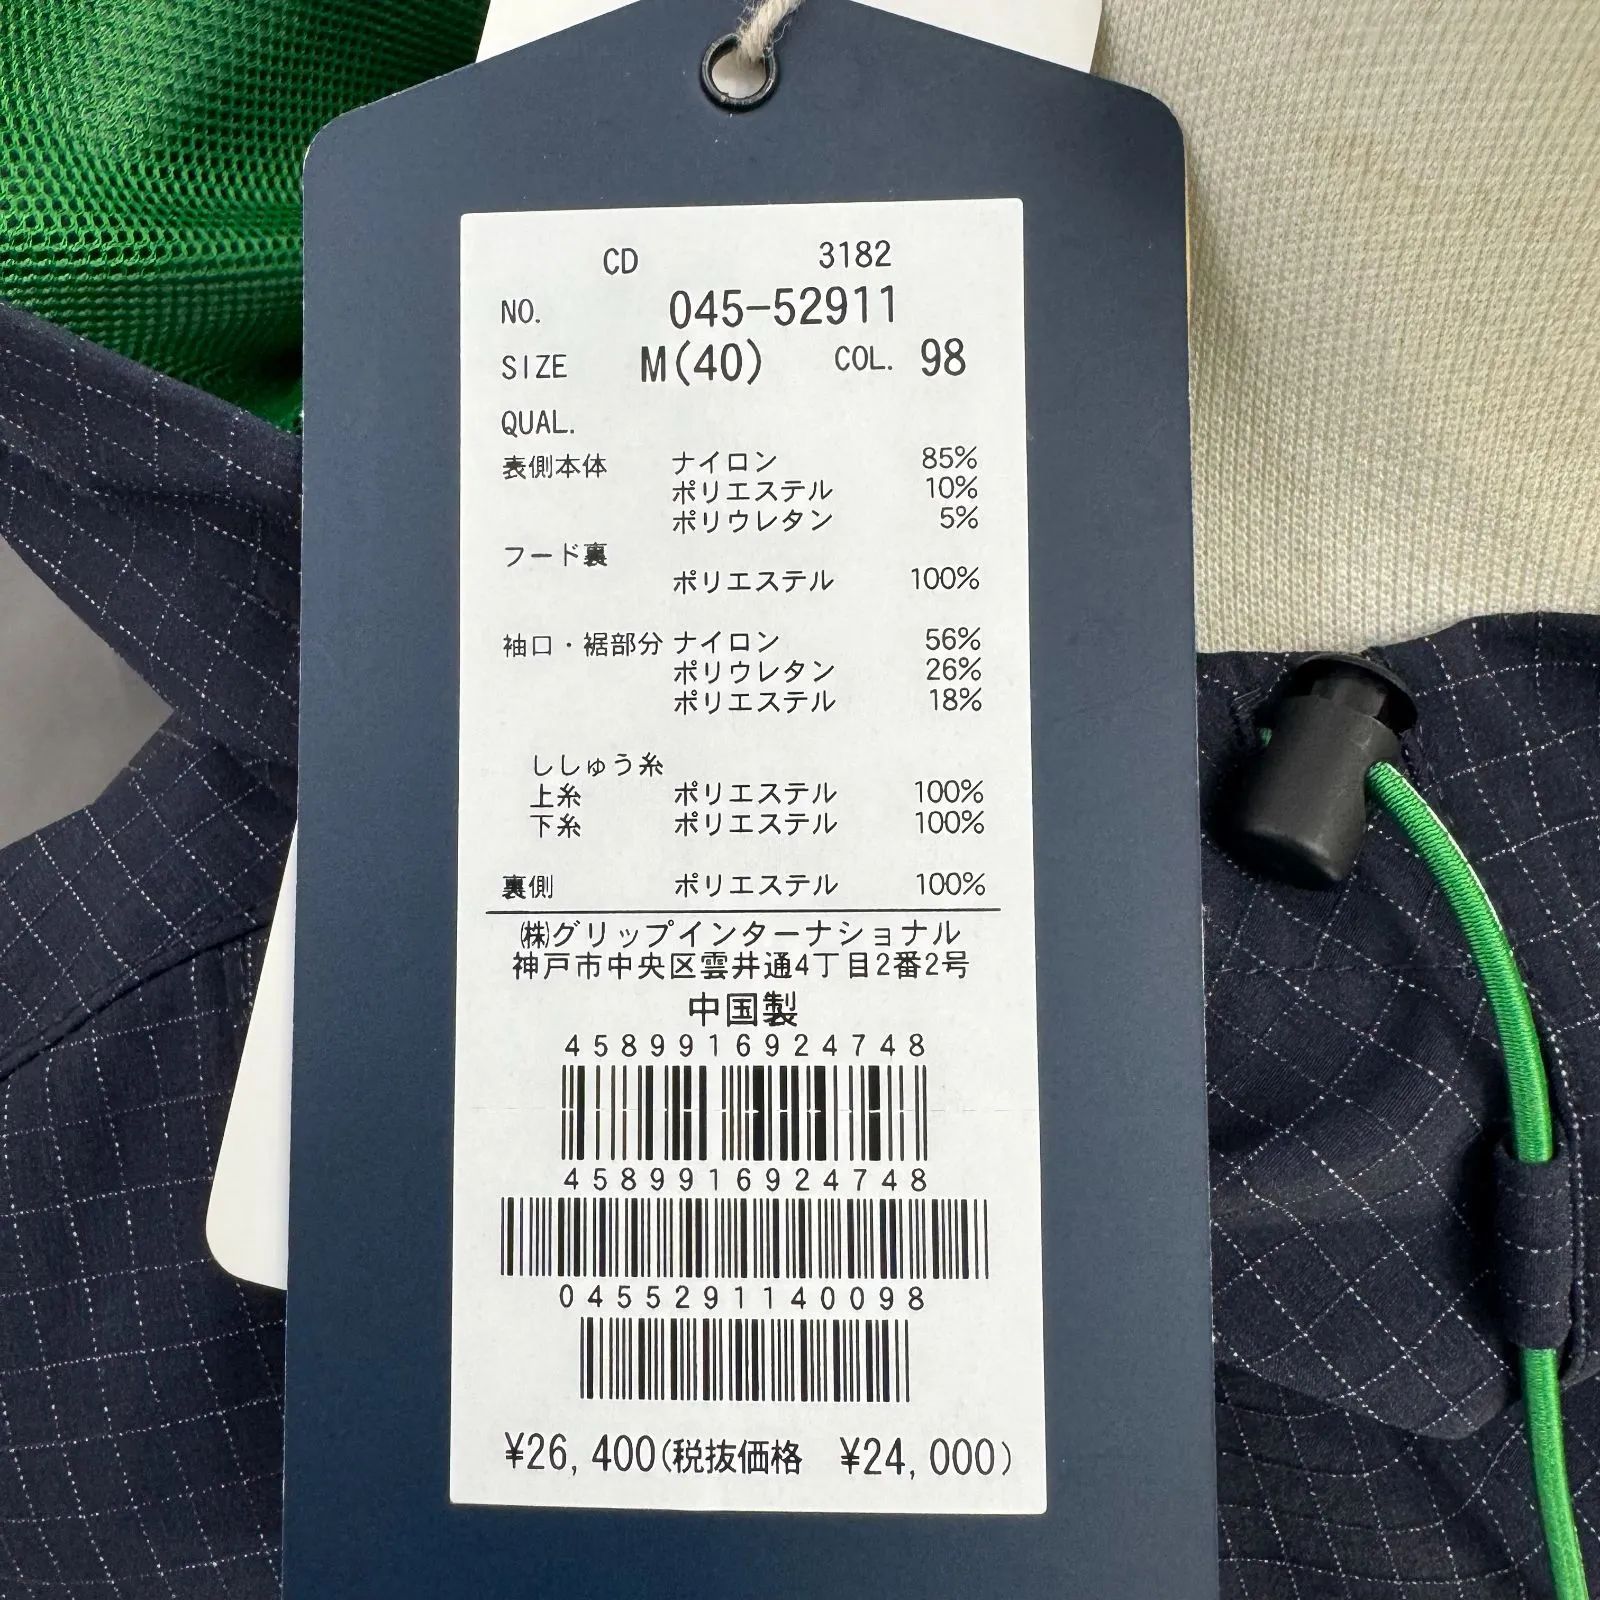 CD 3182
NO. 045-52911
SIZE M(40) COL. 98
QUAL.
表側本体 ナイロン 85%
ポリエステル 10%
ポリウレタン 5%
フード裏
ポリエステル 100%
袖口・裾部分 ナイロン 56%
ポリウレタン 26%
ポリエステル 18%
ししゅう糸
上糸 ポリエステル 100%
下糸 ポリエステル 100%
裏側 ポリエステル 100%
㈱グリップインターナショナル
神戸市中央区雲井通4丁目2番2号
中国製
4589916924748
4589916924748
0455291140098
¥26,400(税抜価格 ¥24,000)